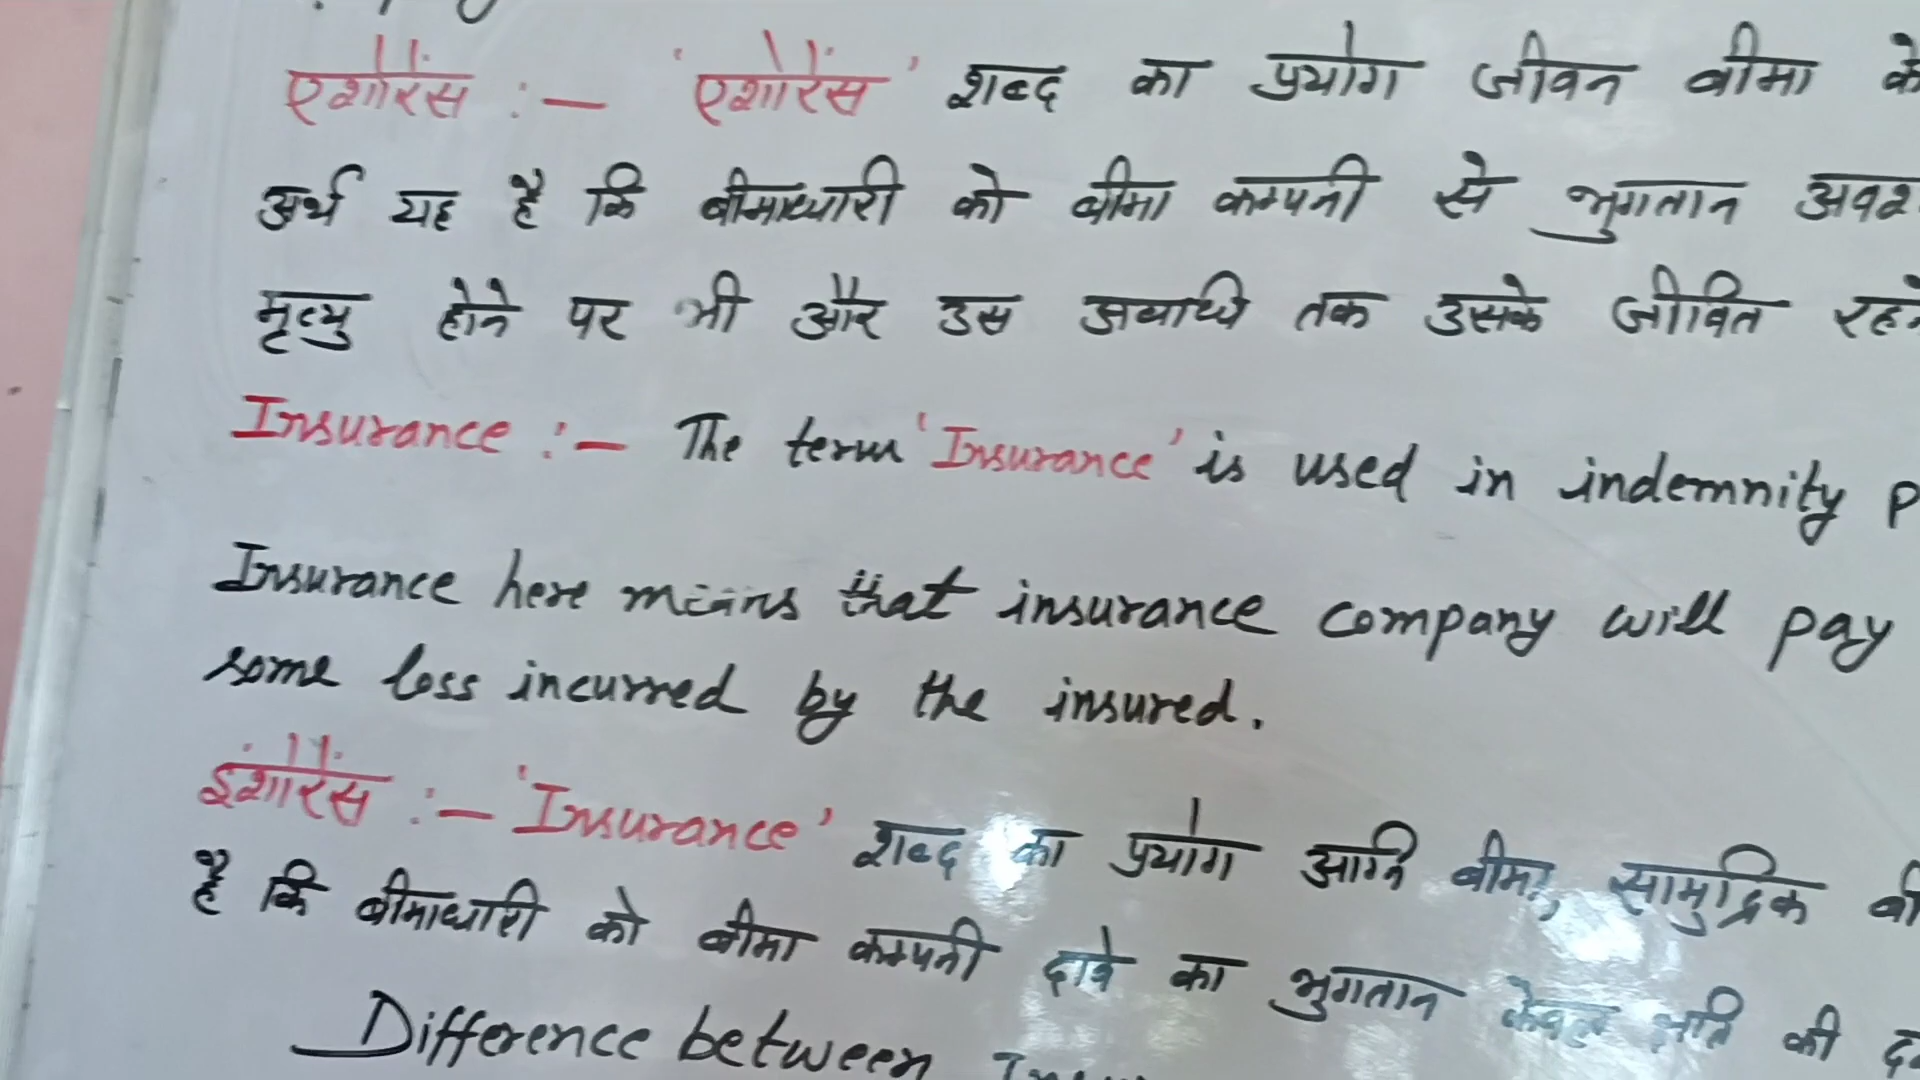 एशोरेंस :- 'एशोरेंस' शब्द का प्रयोग जीवन बीमा के
अर्थ यह है कि बीमाधारी को बीमा कम्पनी से भुगतान
मृत्यु होने पर भी और उस अवधि तक उसके जीवित
Insurance :- The term 'Insurance' is used in indemnity
Insurance here means that insurance company will pay
some loss incurred by the insured.
इंशोरेंस :- 'Insurance' शब्द का प्रयोग अग्नि बीमा, सामुद्रिक
है कि बीमाधारी को बीमा कम्पनी दावे का भुगतान केवल क्षति की
Difference between